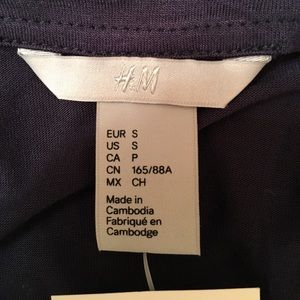 H&M
EUR S
US S
CA P
CN 165/88A
MX CH
Made in
Cambodia
Fabriqué en
Cambodge